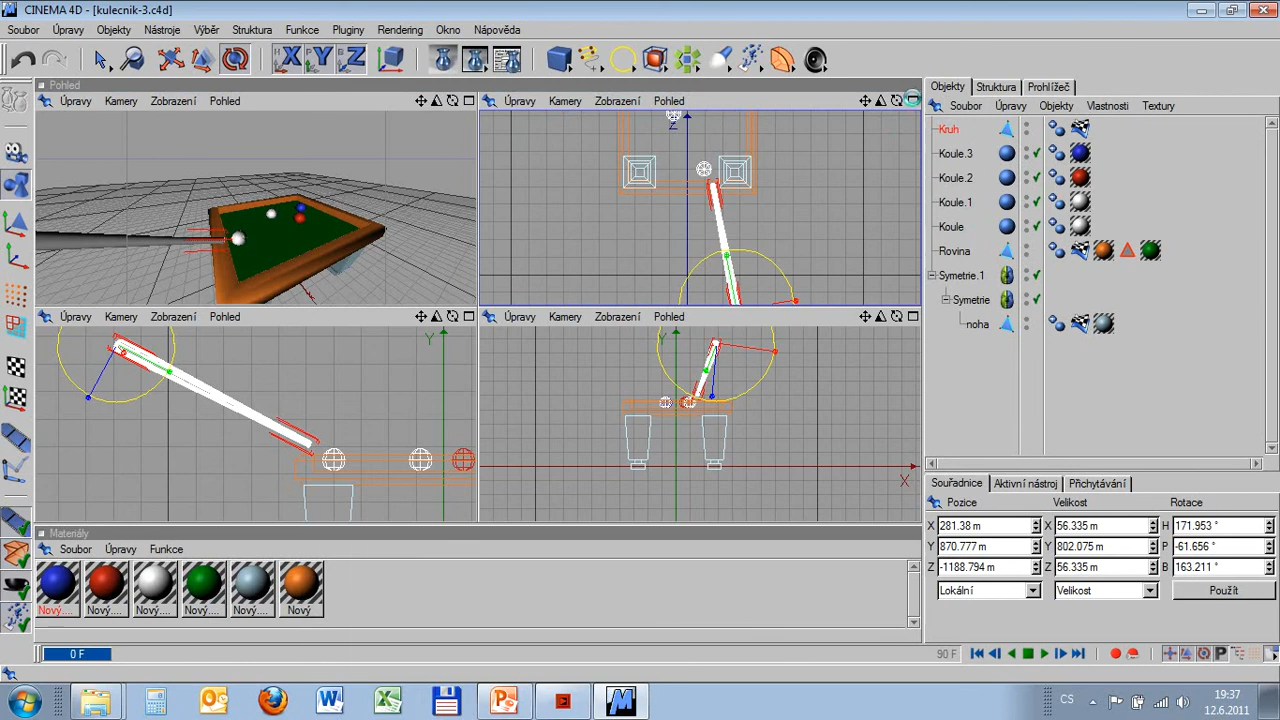 CINEMA 4D - [kulecnik-3.c4d]
Soubor Úpravy Objekty Nástroje Výběr Struktura Funkce Pluginy Rendering Okno Nápověda
X Y Z
Pohled
Úpravy Kamery Zobrazení Pohled
Úpravy Kamery Zobrazení Pohled
Z
Úpravy Kamery Zobrazení Pohled
Y
Úpravy Kamery Zobrazení Pohled
Y
X
Objekty Struktura Prohlížeč
Soubor Úpravy Objekty Vlastnosti Textury
Kruh
Koule.3
Koule.2
Koule.1
Koule
Rovina
Symetrie.1
Symetrie
noha
Souřadnice Aktivní nástroj Přichytávání
Pozice Velikost Rotace
X 281.38 m X 56.335 m H 171.953 °
Y 870.777 m Y 802.075 m P -61.656 °
Z -1188.794 m Z 56.335 m B 163.211 °
Lokální Velikost Použít
Materiály
Soubor Úpravy Funkce
Nový.... Nový.... Nový.... Nový.... Nový.... Nový
0 F 90 F
P
CS 19:37
12.6.2011